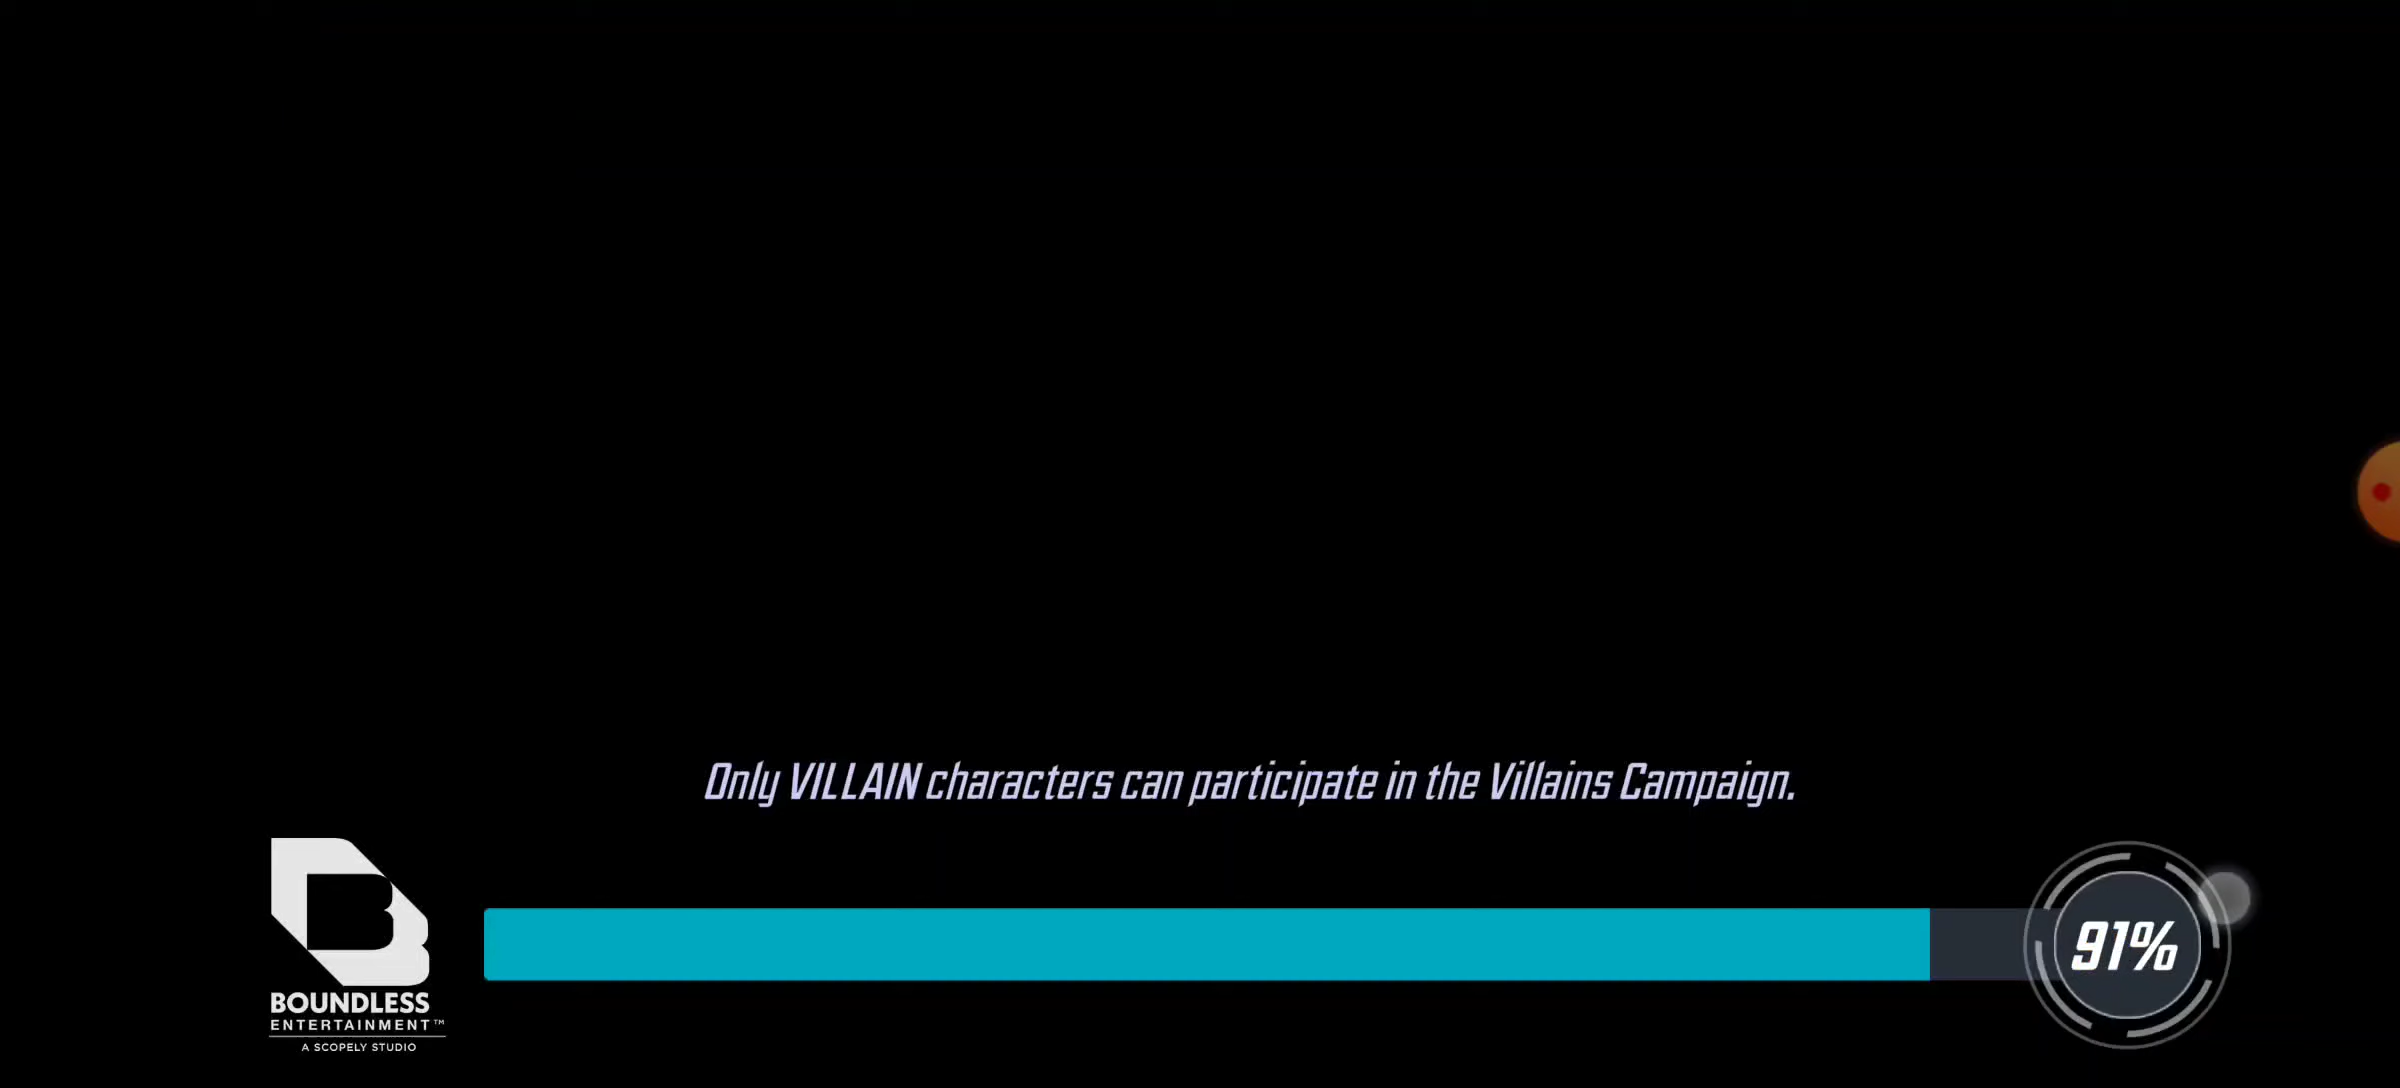 Only VILLAIN characters can participate in the Villains Campaign.
91%
BOUNDLESS
ENTERTAINMENT™
A SCOPELY STUDIO